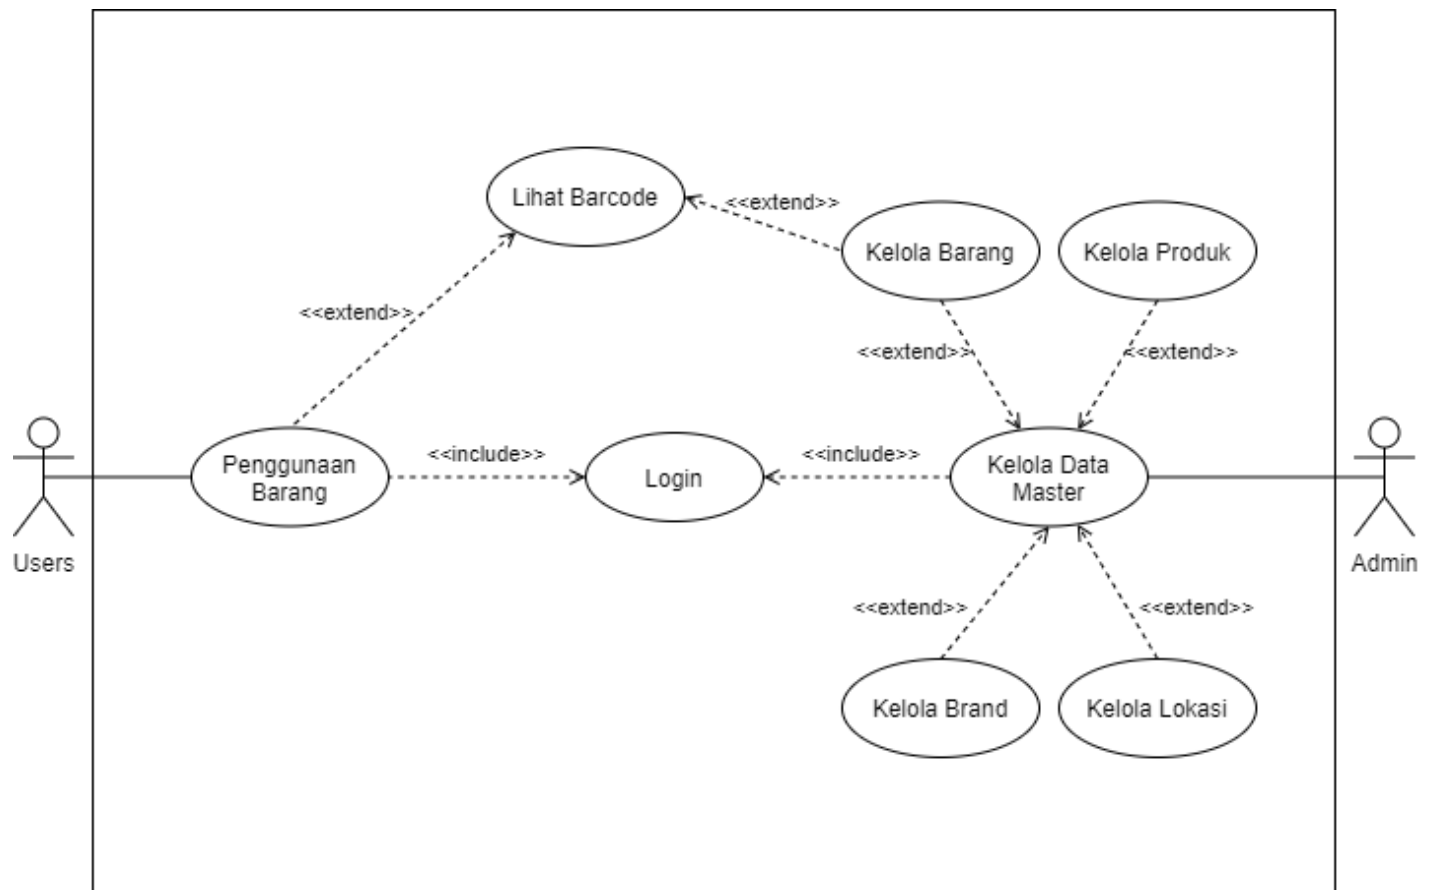 Lihat Barcode
<<extend>>
Kelola Barang
Kelola Produk
<<extend>>
<<extend>>
<<extend>>
Penggunaan
Barang
<<include>>
Login
<<include>>
Kelola Data
Master
Users
Admin
<<extend>>
<<extend>>
Kelola Brand
Kelola Lokasi